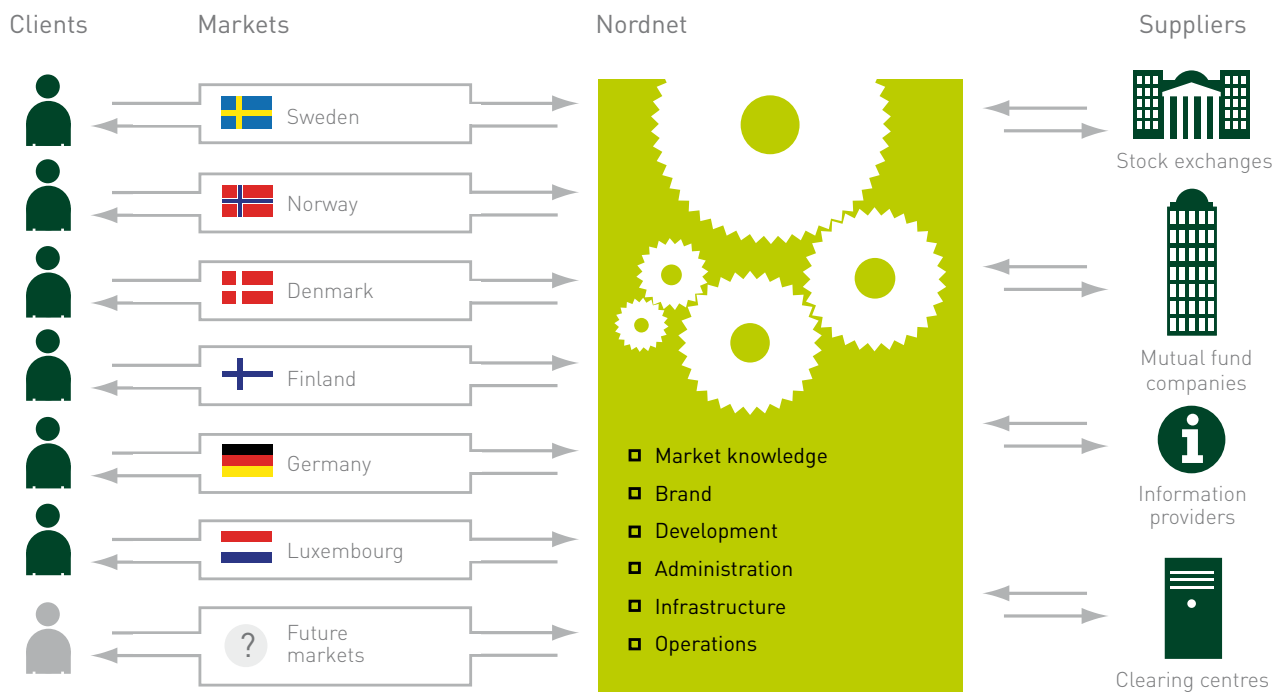 Clients
Markets
Nordnet
Suppliers
Sweden
Norway
Denmark
Finland
Germany
Luxembourg
?
Future
markets
Market knowledge
Brand
Development
Administration
Infrastructure
Operations
Stock exchanges
Mutual fund
companies
i
Information
providers
Clearing centres